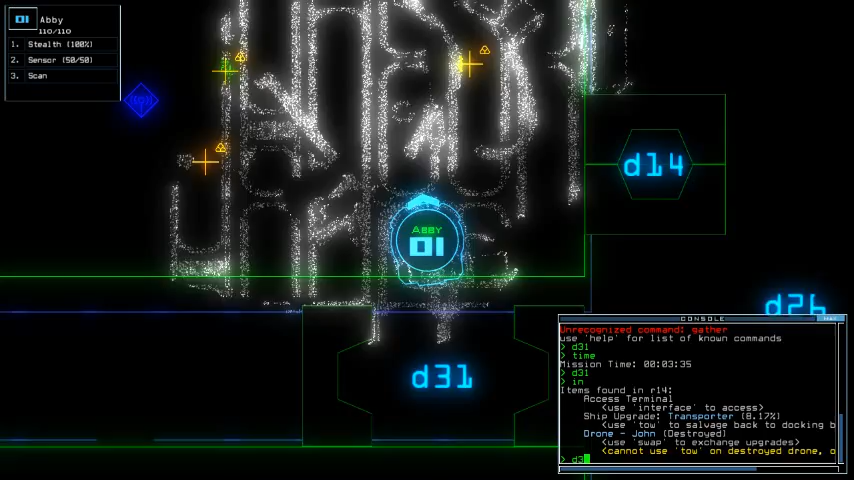 01 Abby
110/110
1. Stealth (100%)
2. Sensor (50/50)
3. Scan
d14
ABBY
01
d26
d31
CONSOLE
Unrecognized command: gather
use 'help' for list of known commands
> d31
> time
Mission Time: 00:03:35
> d31
> in
Items found in r14:
Access Terminal
<use 'interface' to access>
Ship Upgrade: Transporter (8.17%)
<use 'tow' to salvage back to docking b
Drone - John (Destroyed)
<use 'swap' to exchange upgrades>
<cannot use 'tow' on destroyed drone, o
> d3